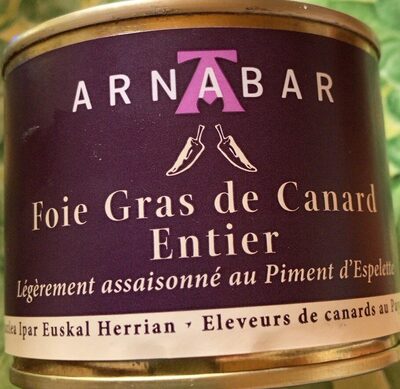 ARNABAR
Foie Gras de Canard
Entier
Légèrement assaisonné au Piment d'Espelette
Ipar Euskal Herrian • Eleveurs de canards au